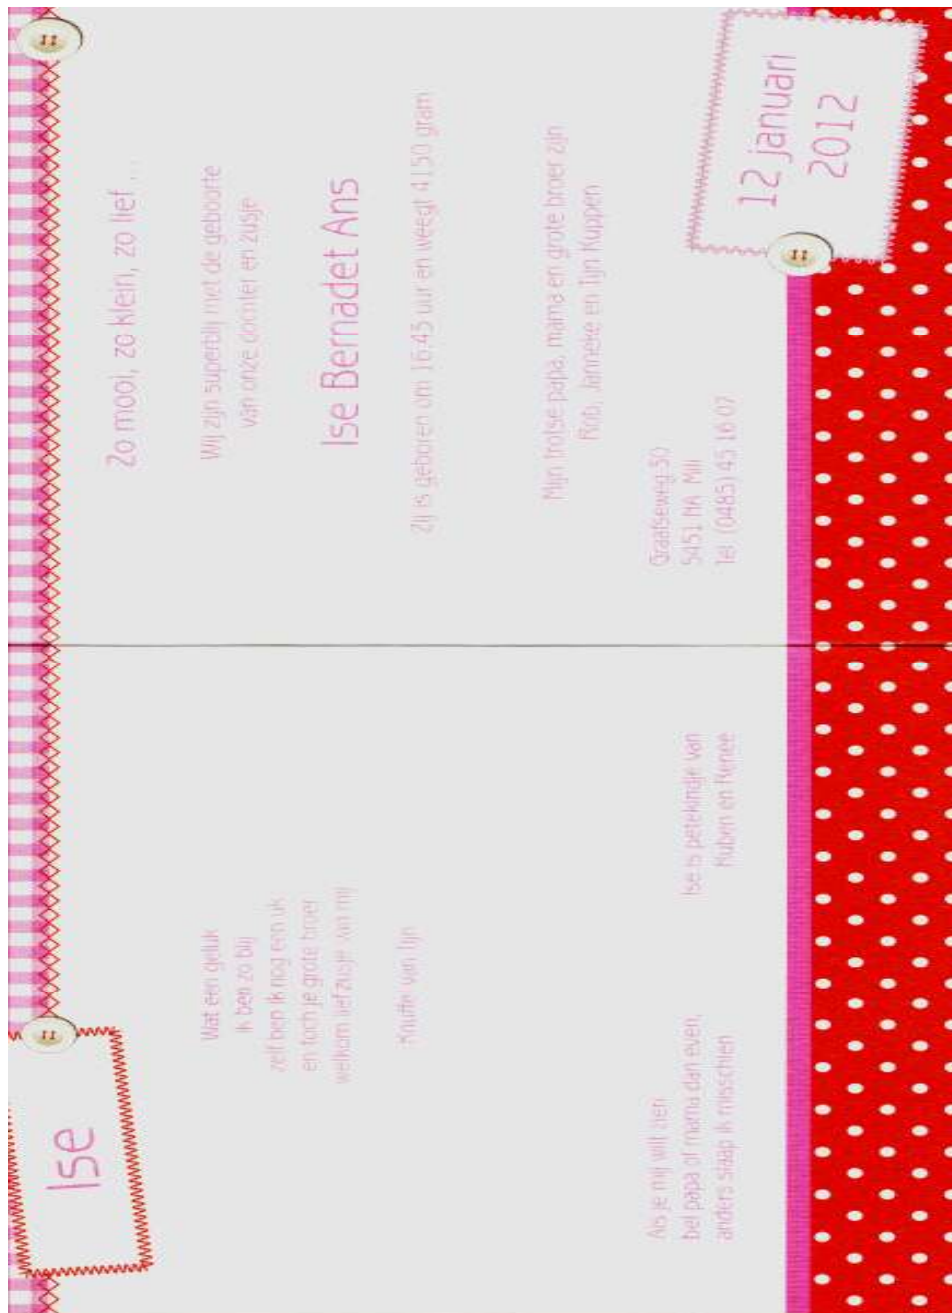 Ise
Wat een geluk
ik ben zo blij
zelf ben ik nog een uk
en toch je grote broer
welkom lief zusje van mij
Knuffie van Tijn
Als je mij wilt zien
bel papa of mama dan even,
anders slaap ik misschien
Ise is petekindje van
Ruben en Renée
Zo mooi, zo klein, zo lief ...
Wij zijn superblij met de geboorte
van onze dochter en zusje
Ise Bernadet Ans
Zij is geboren om 16.45 uur en weegt 4150 gram
Mijn trotse papa, mama en grote broer zijn
Rob, Janneke en Tijn Kuppen
Graafseweg 50
5451 NA Mill
Tel. (0485) 45 16 07
12 januari
2012